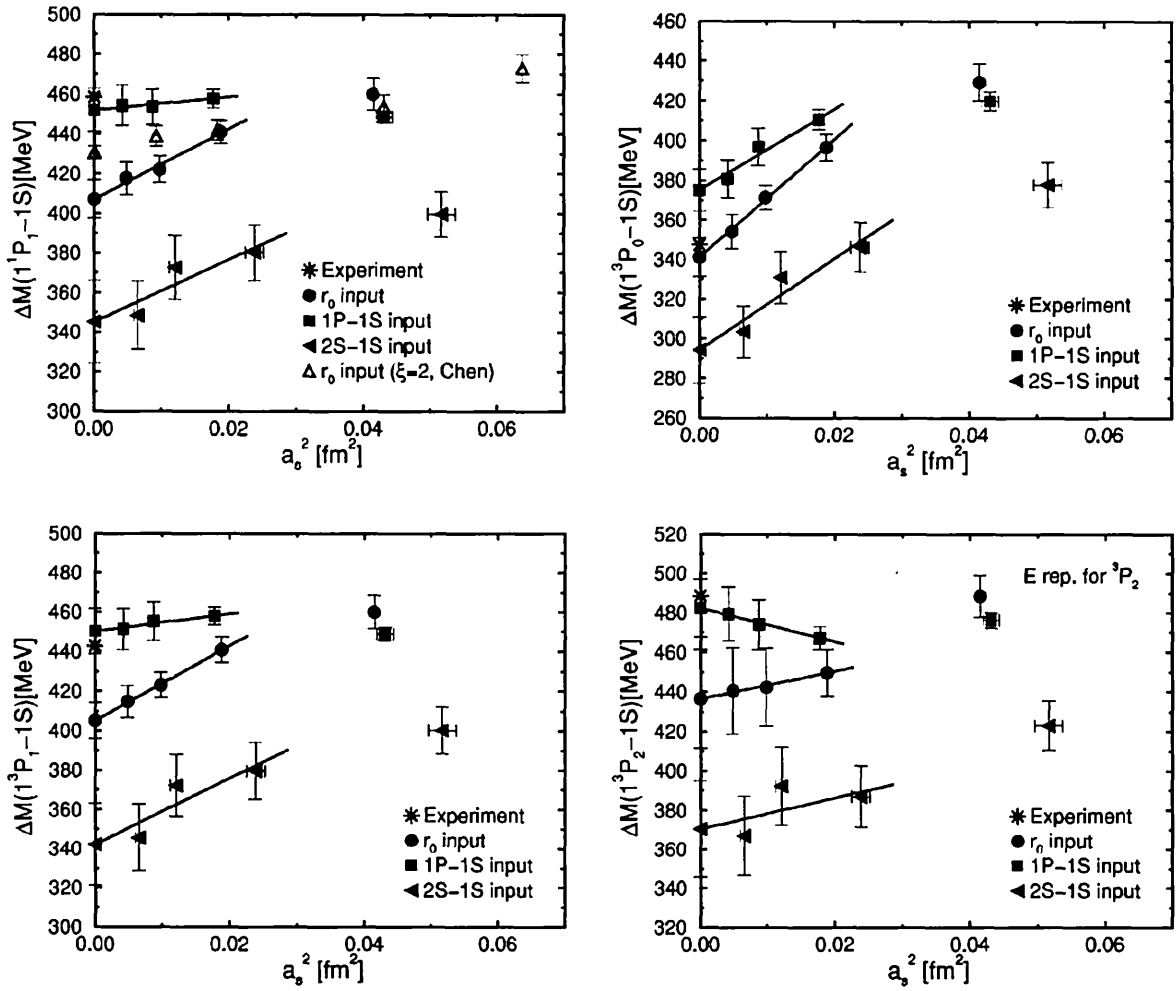 ΔM(1¹P₁−1S)[MeV]
500
480
460
440
420
400
380
360
340
320
300
0.00 0.02 0.04 0.06
aₛ² [fm²]
Experiment
r₀ input
1P−1S input
2S−1S input
r₀ input (ξ=2, Chen)
ΔM(1³P₀−1S)[MeV]
460
440
420
400
380
360
340
320
300
280
260
0.00 0.02 0.04 0.06
aₛ² [fm²]
Experiment
r₀ input
1P−1S input
2S−1S input
ΔM(1³P₁−1S)[MeV]
500
480
460
440
420
400
380
360
340
320
300
0.00 0.02 0.04 0.06
aₛ² [fm²]
Experiment
r₀ input
1P−1S input
2S−1S input
ΔM(1³P₂−1S)[MeV]
520
500
480
460
440
420
400
380
360
340
320
0.00 0.02 0.04 0.06
aₛ² [fm²]
E rep. for ³P₂
Experiment
r₀ input
1P−1S input
2S−1S input